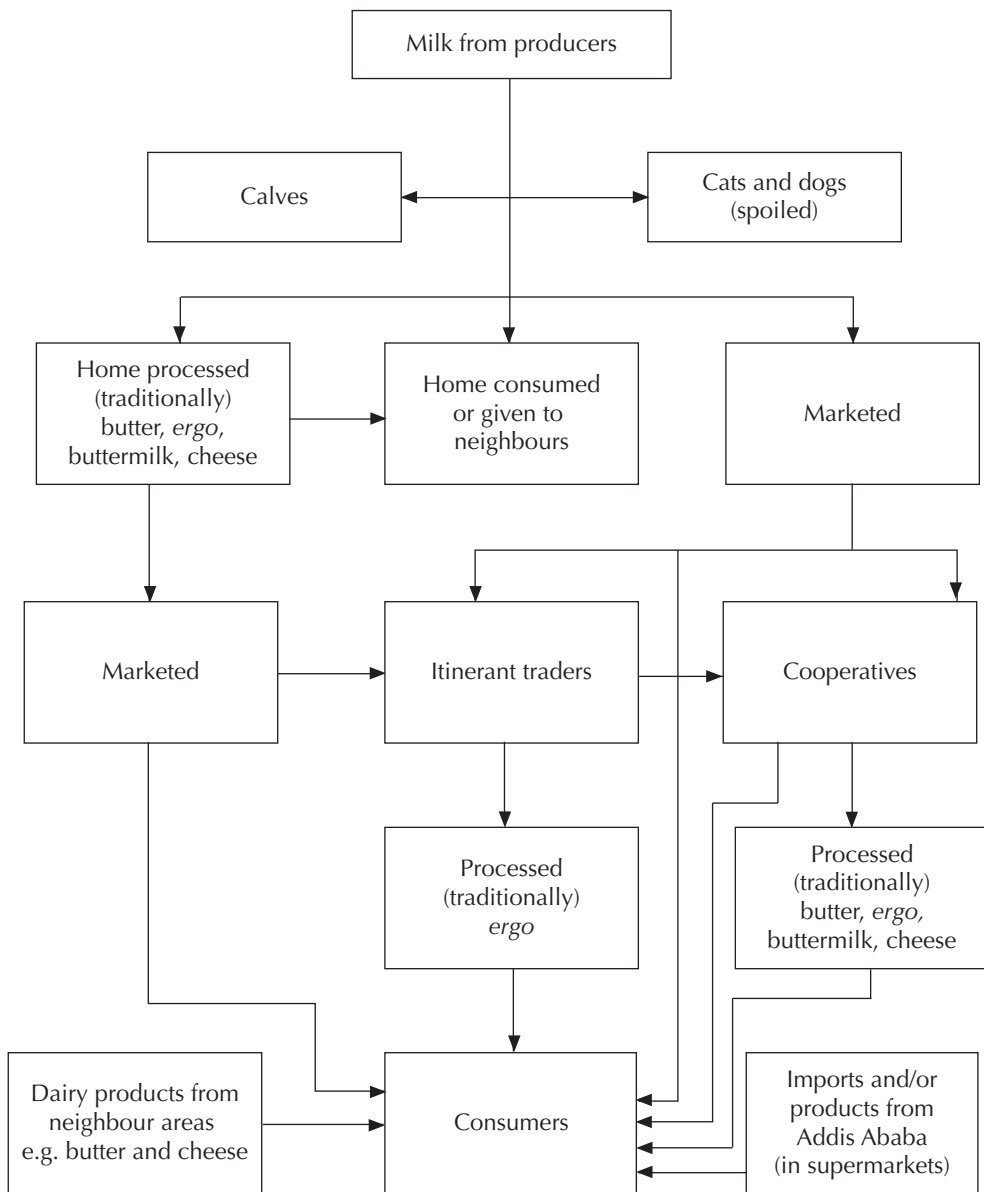 Milk from producers
Calves
Cats and dogs
(spoiled)
Home processed
(traditionally)
butter, ergo,
buttermilk, cheese
Home consumed
or given to
neighbours
Marketed
Marketed
Itinerant traders
Cooperatives
Processed
(traditionally)
ergo
Processed
(traditionally)
butter, ergo,
buttermilk, cheese
Dairy products from
neighbour areas
e.g. butter and cheese
Consumers
Imports and/or
products from
Addis Ababa
(in supermarkets)